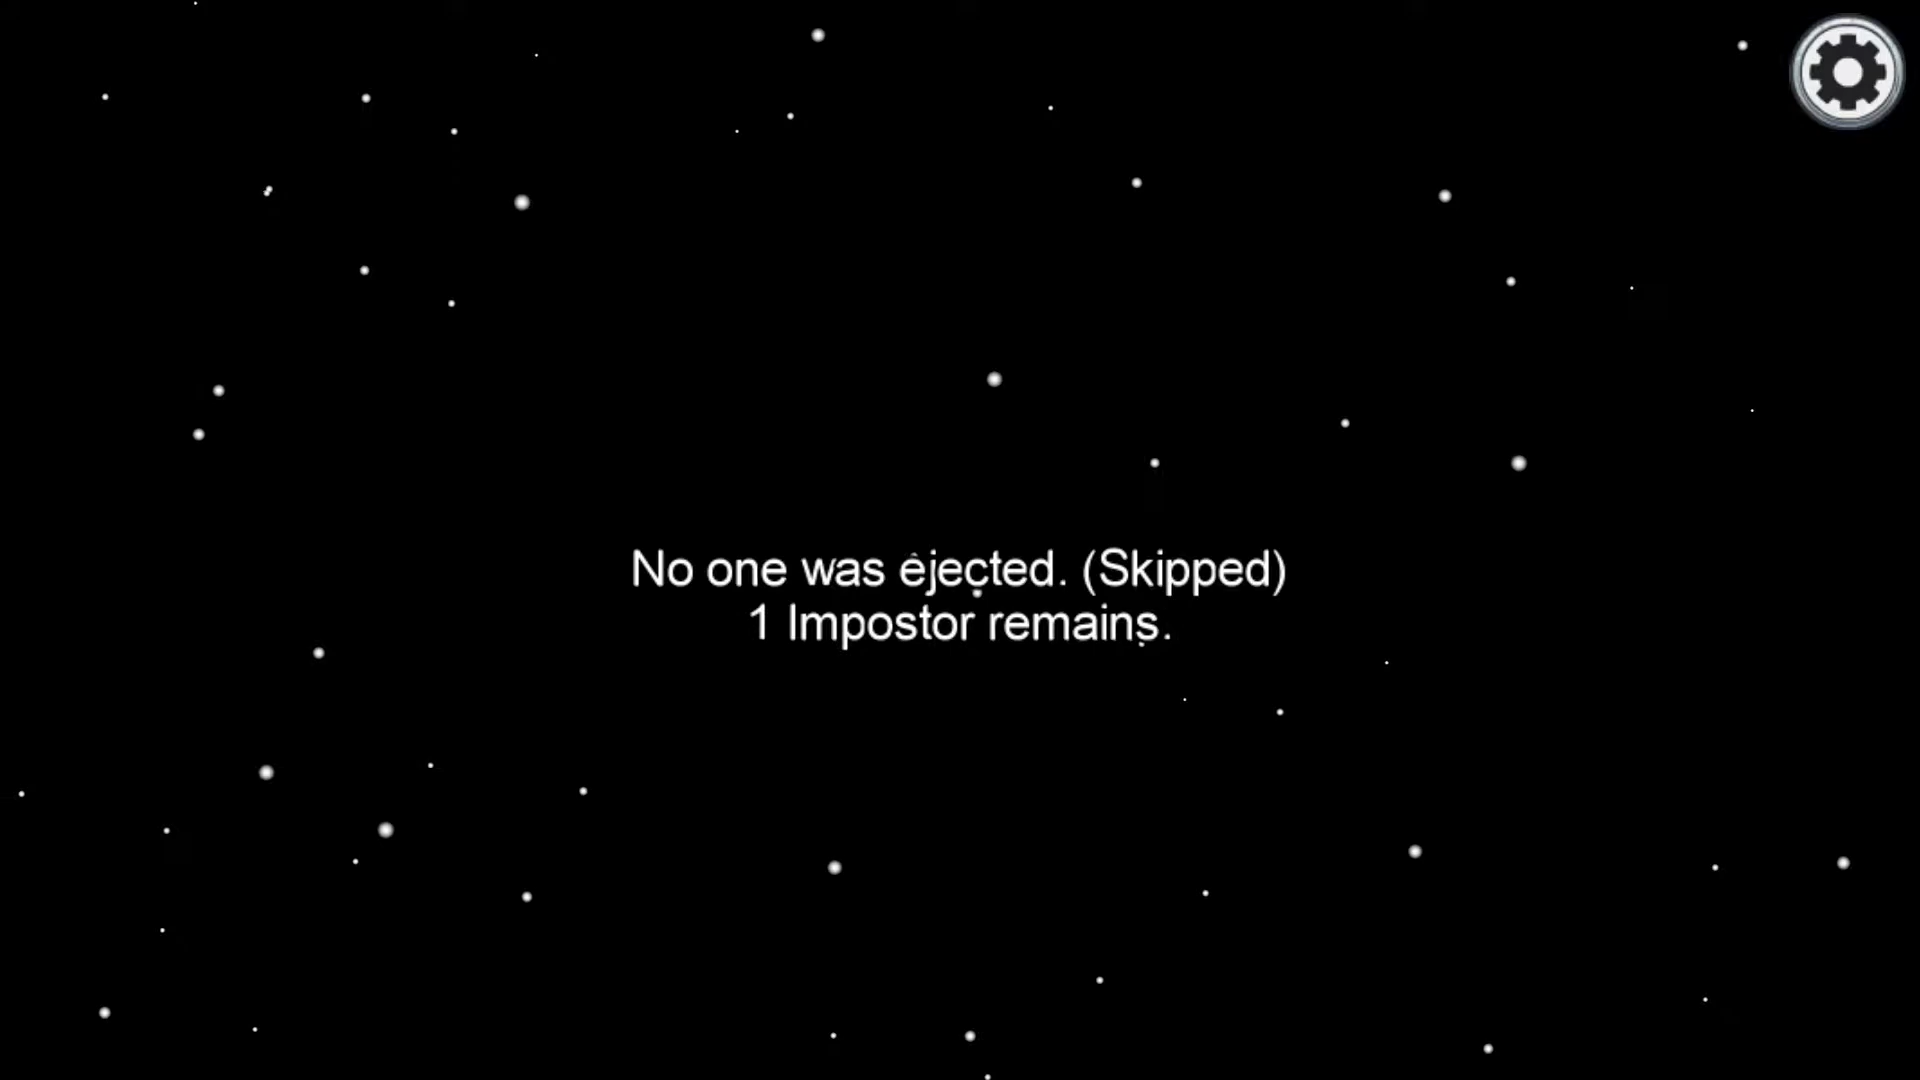 No one was ejected. (Skipped)
1 Impostor remains.